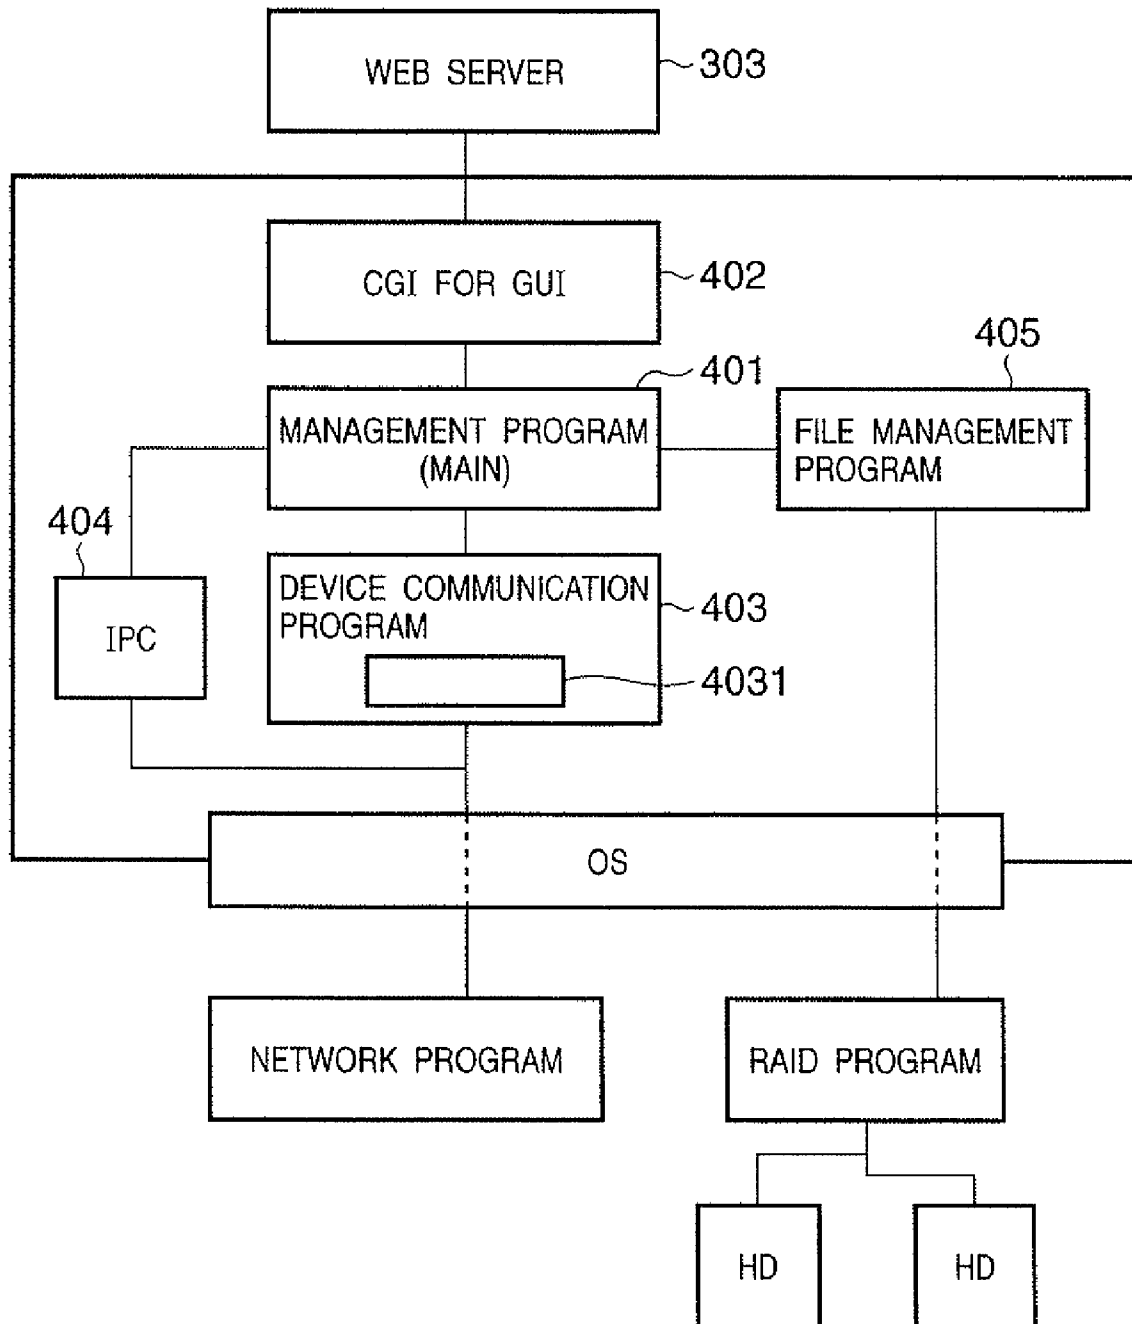 WEB SERVER
303
CGI FOR GUI
402
405
401
MANAGEMENT PROGRAM
(MAIN)
FILE MANAGEMENT
PROGRAM
404
IPC
DEVICE COMMUNICATION
PROGRAM
403
4031
OS
NETWORK PROGRAM
RAID PROGRAM
HD
HD